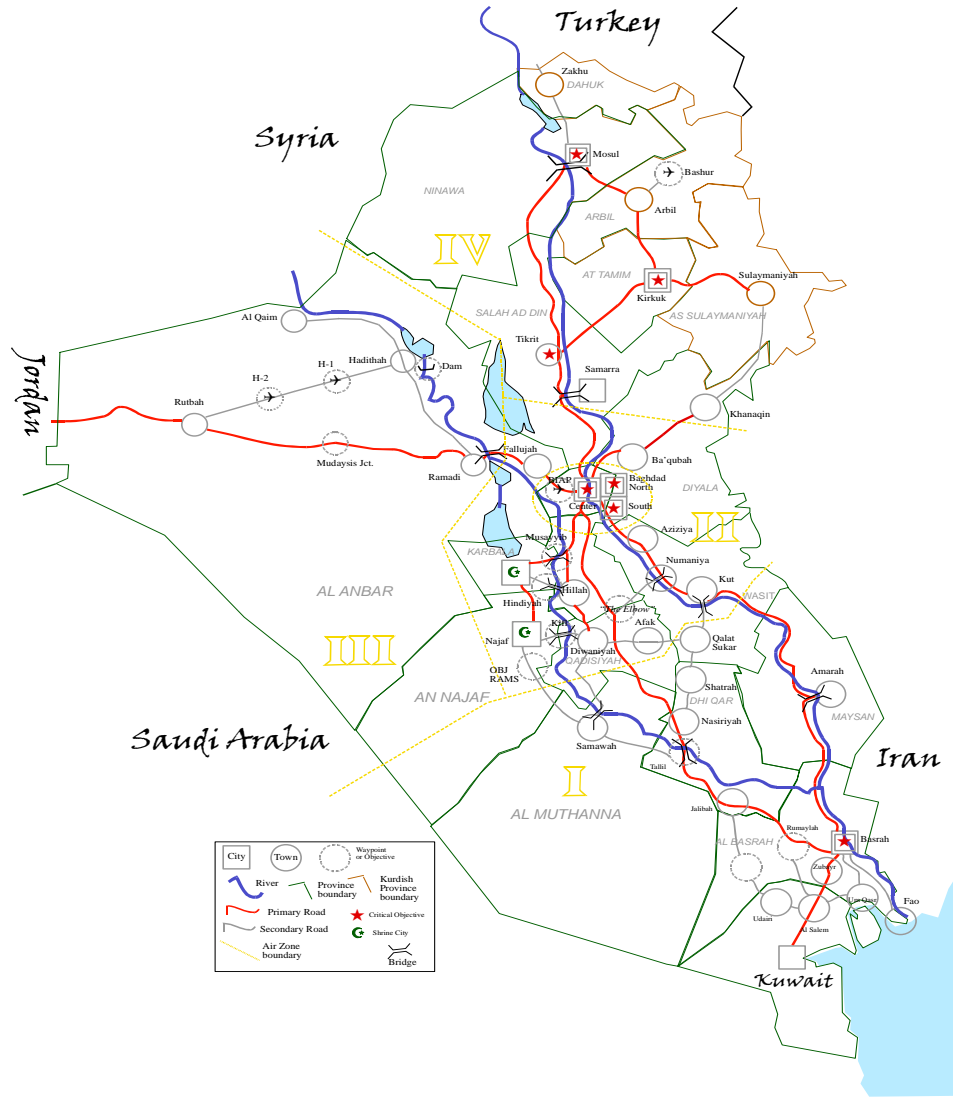 Turkey
Zakhu
DAHUK
Syria
Mosul
Bashur
NINAWA
ARBIL
Arbil
IV
AT TAMIM
Sulaymaniyah
Kirkuk
Al Qaim
SALAH AD DIN
AS SULAYMANIYAH
Tikrit
Jordan
Hadithah
Dam
H-1
H-2
Samarra
Rutbah
Khanaqin
Fallujah
Mudaysis Jct.
Ramadi
Ba'qubah
BIAP
Baghdad
North
DIYALA
Center
South
II
Aziziya
Musayyib
KARBALA
Numaniya
Kut
AL ANBAR
Hillah
WASIT
Hindiyah
"The Elbow"
Kifl
Afak
Najaf
Diwaniyah
Qalat
Sukar
III
QADISIYAH
OBJ
RAMS
Amarah
Shatrah
AN NAJAF
DHI QAR
MAYSAN
Nasiriyah
Saudi Arabia
Samawah
Iran
Tallil
I
AL MUTHANNA
Jalibah
Rumaylah
AL BASRAH
Basrah
Zubayr
Um Qasr
Fao
Udairi
Al Salem
Kuwait
City
Town
Waypoint
or Objective
River
Province
boundary
Kurdish
Province
boundary
Primary Road
Critical Objective
Secondary Road
Shrine City
Air Zone
boundary
Bridge